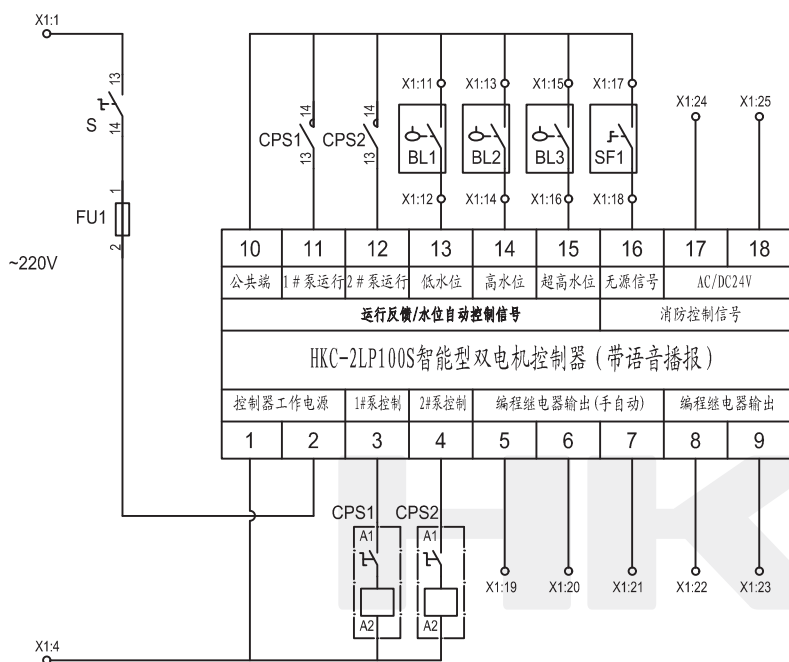 X1:1
13
S
14
1
FU1
2
~220V
X1:4
14
CPS1
13
14
CPS2
13
X1:11
BL1
X1:12
X1:13
BL2
X1:14
X1:15
BL3
X1:16
X1:17
SF1
X1:18
X1:24
X1:25
10 11 12 13 14 15 16 17 18
公共端 1#泵运行 2#泵运行 低水位 高水位 超高水位 无源信号 AC/DC24V
运行反馈/水位自动控制信号 消防控制信号
HKC-2LP100S智能型双电机控制器(带语音播报)
控制器工作电源 1#泵控制 2#泵控制 编程继电器输出(手自动) 编程继电器输出
1 2 3 4 5 6 7 8 9
CPS1
A1
A2
CPS2
A1
A2
X1:19
X1:20
X1:21
X1:22
X1:23
HK